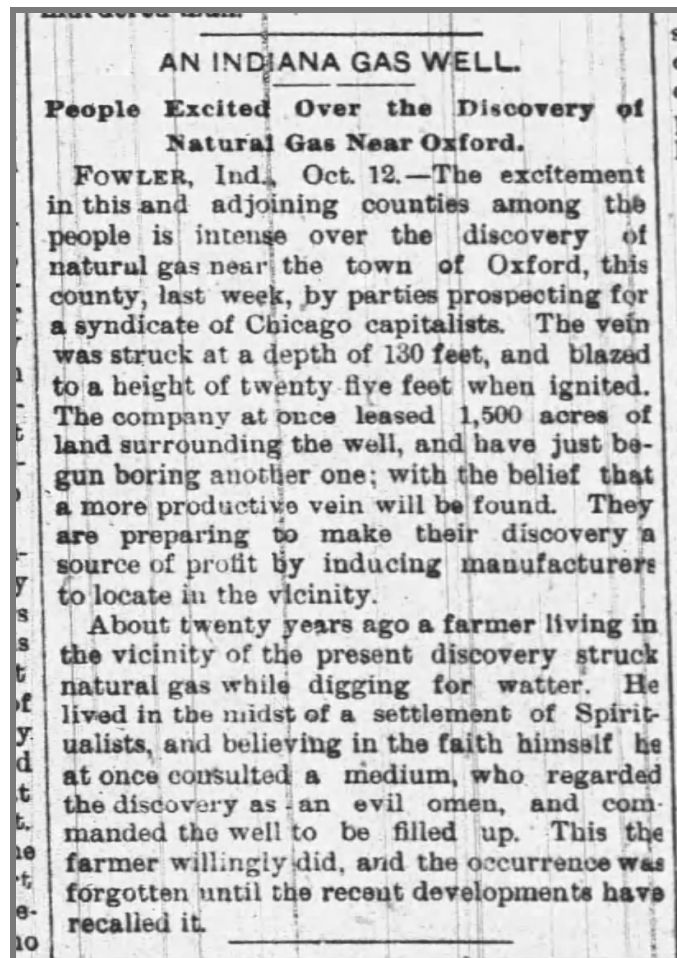 AN INDIANA GAS WELL.
People Excited Over the Discovery of
Natural Gas Near Oxford.
FOWLER, Ind., Oct. 12.—The excitement
in this and adjoining counties among the
people is intense over the discovery of
natural gas near the town of Oxford, this
county, last week, by parties prospecting for
a syndicate of Chicago capitalists. The vein
was struck at a depth of 130 feet, and blazed
to a height of twenty five feet when ignited.
The company at once leased 1,500 acres of
land surrounding the well, and have just be-
gun boring another one; with the belief that
a more productive vein will be found. They
are preparing to make their discovery a
source of profit by inducing manufacturers
to locate in the vicinity.
About twenty years ago a farmer living in
the vicinity of the present discovery struck
natural gas while digging for watter. He
lived in the midst of a settlement of Spirit-
ualists, and believing in the faith himself he
at once consulted a medium, who regarded
the discovery as an evil omen, and com-
manded the well to be filled up. This the
farmer willingly did, and the occurrence was
forgotten until the recent developments have
recalled it.